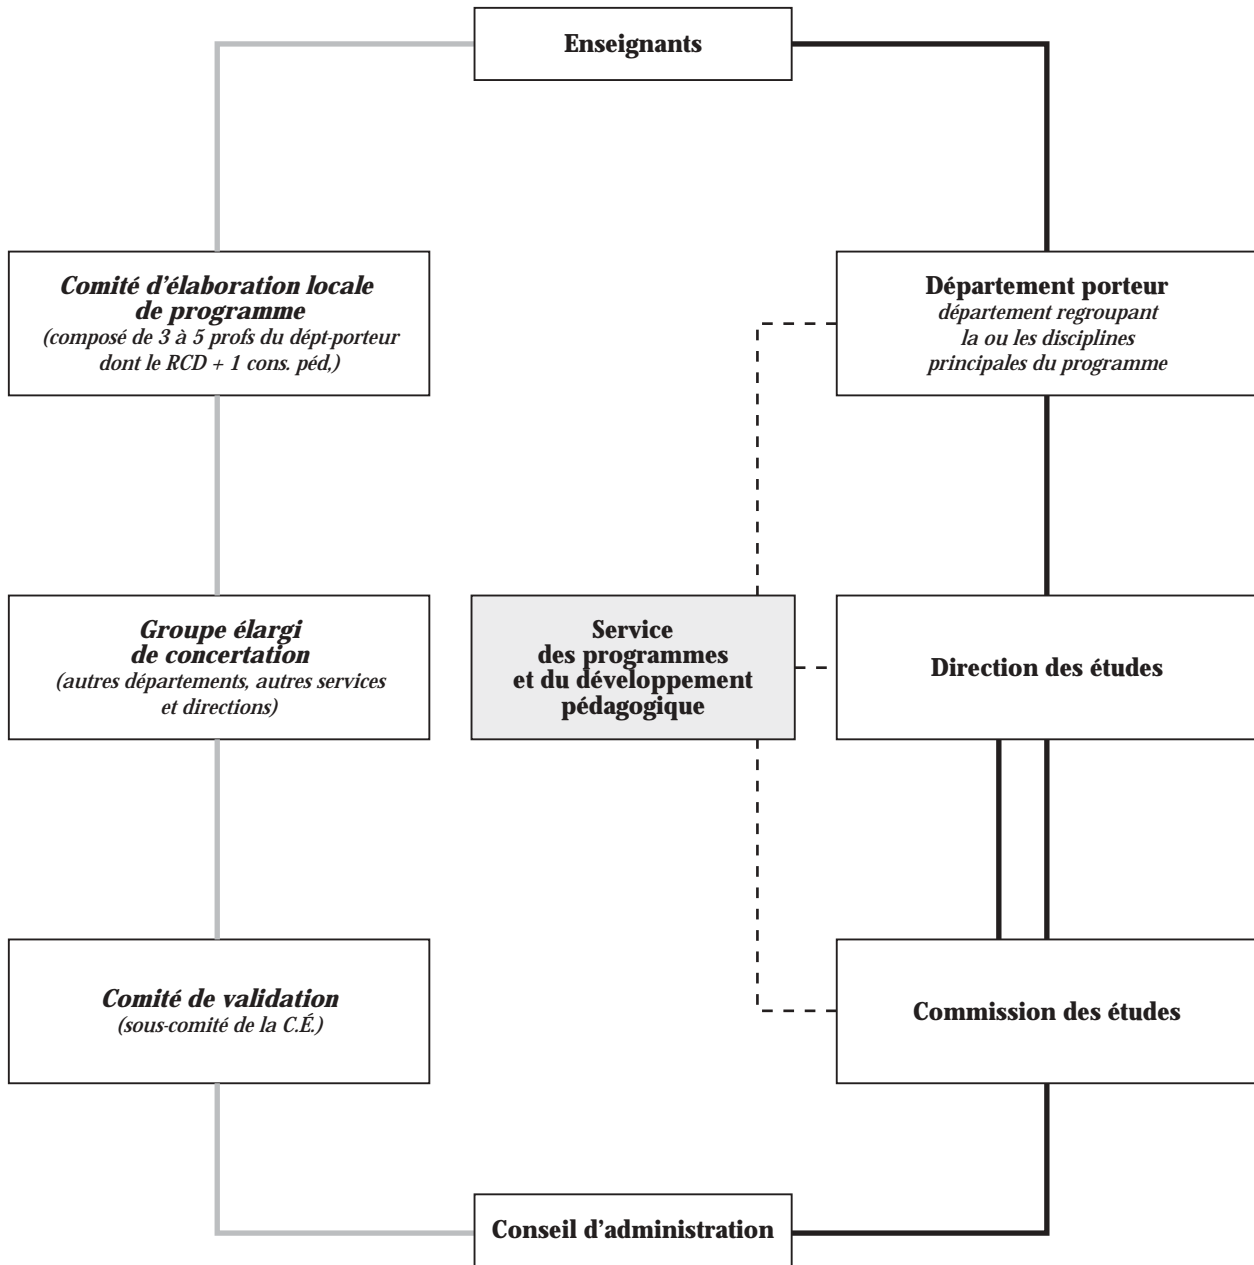 Enseignants
Comité d'élaboration locale
de programme
(composé de 3 à 5 profs du dépt-porteur
dont le RCD + 1 cons. péd,)
Département porteur
département regroupant
la ou les disciplines
principales du programme
Groupe élargi
de concertation
(autres départements, autres services
et directions)
Service
des programmes
et du développement
pédagogique
Direction des études
Comité de validation
(sous-comité de la C.É.)
Commission des études
Conseil d'administration